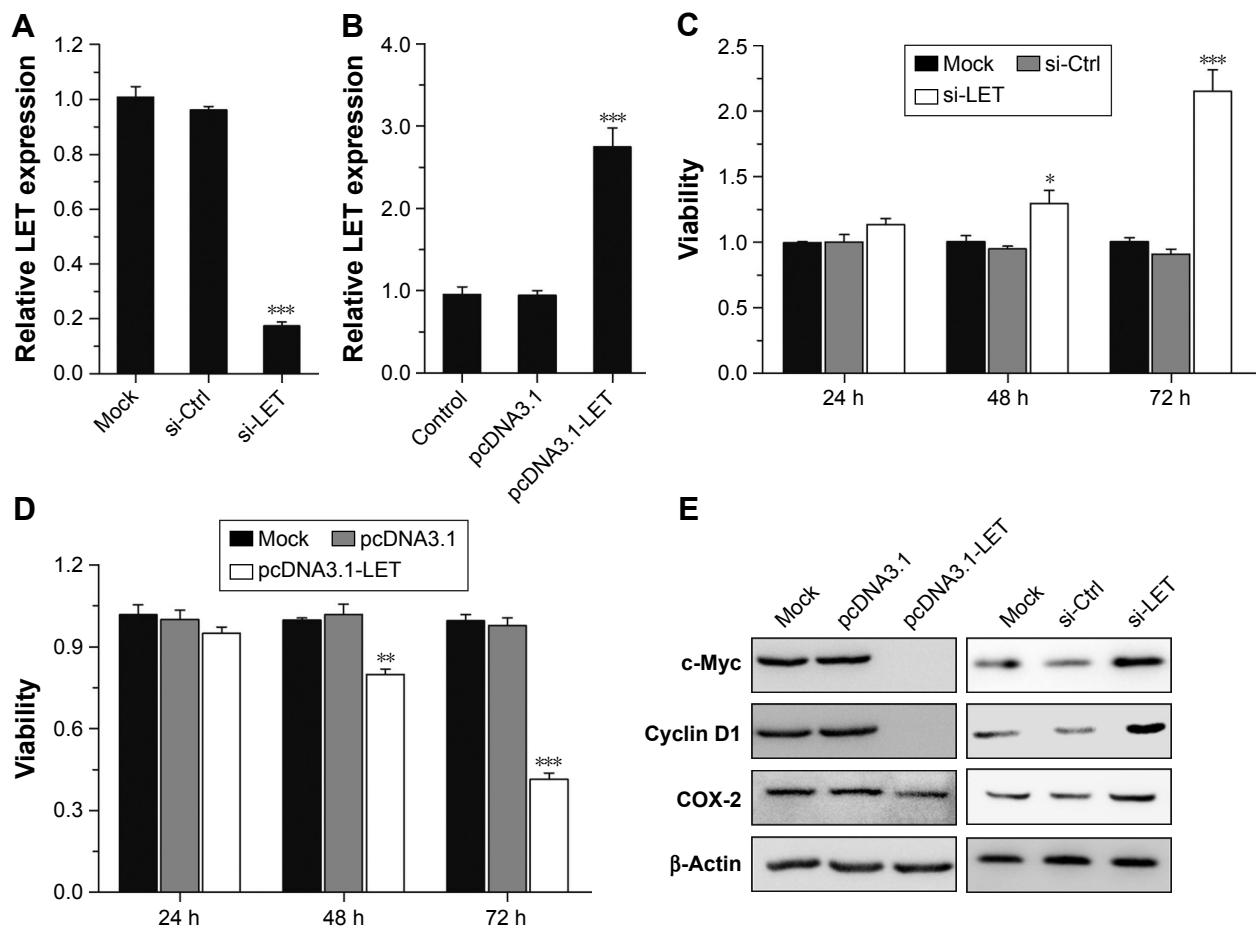 A
Relative LET expression
1.2
1.0
0.8
0.6
0.4
0.2
0.0
***
Mock
si-Ctrl
si-LET
B
Relative LET expression
4.0
3.0
2.0
1.0
0.0
***
Control
pcDNA3.1
pcDNA3.1-LET
C
Viability
2.5
2.0
1.5
1.0
0.5
0.0
Mock si-Ctrl
si-LET
*
***
24 h 48 h 72 h
D
Viability
1.2
0.9
0.6
0.3
0.0
Mock pcDNA3.1
pcDNA3.1-LET
**
***
24 h 48 h 72 h
E
Mock pcDNA3.1 pcDNA3.1-LET Mock si-Ctrl si-LET
c-Myc
Cyclin D1
COX-2
β-Actin